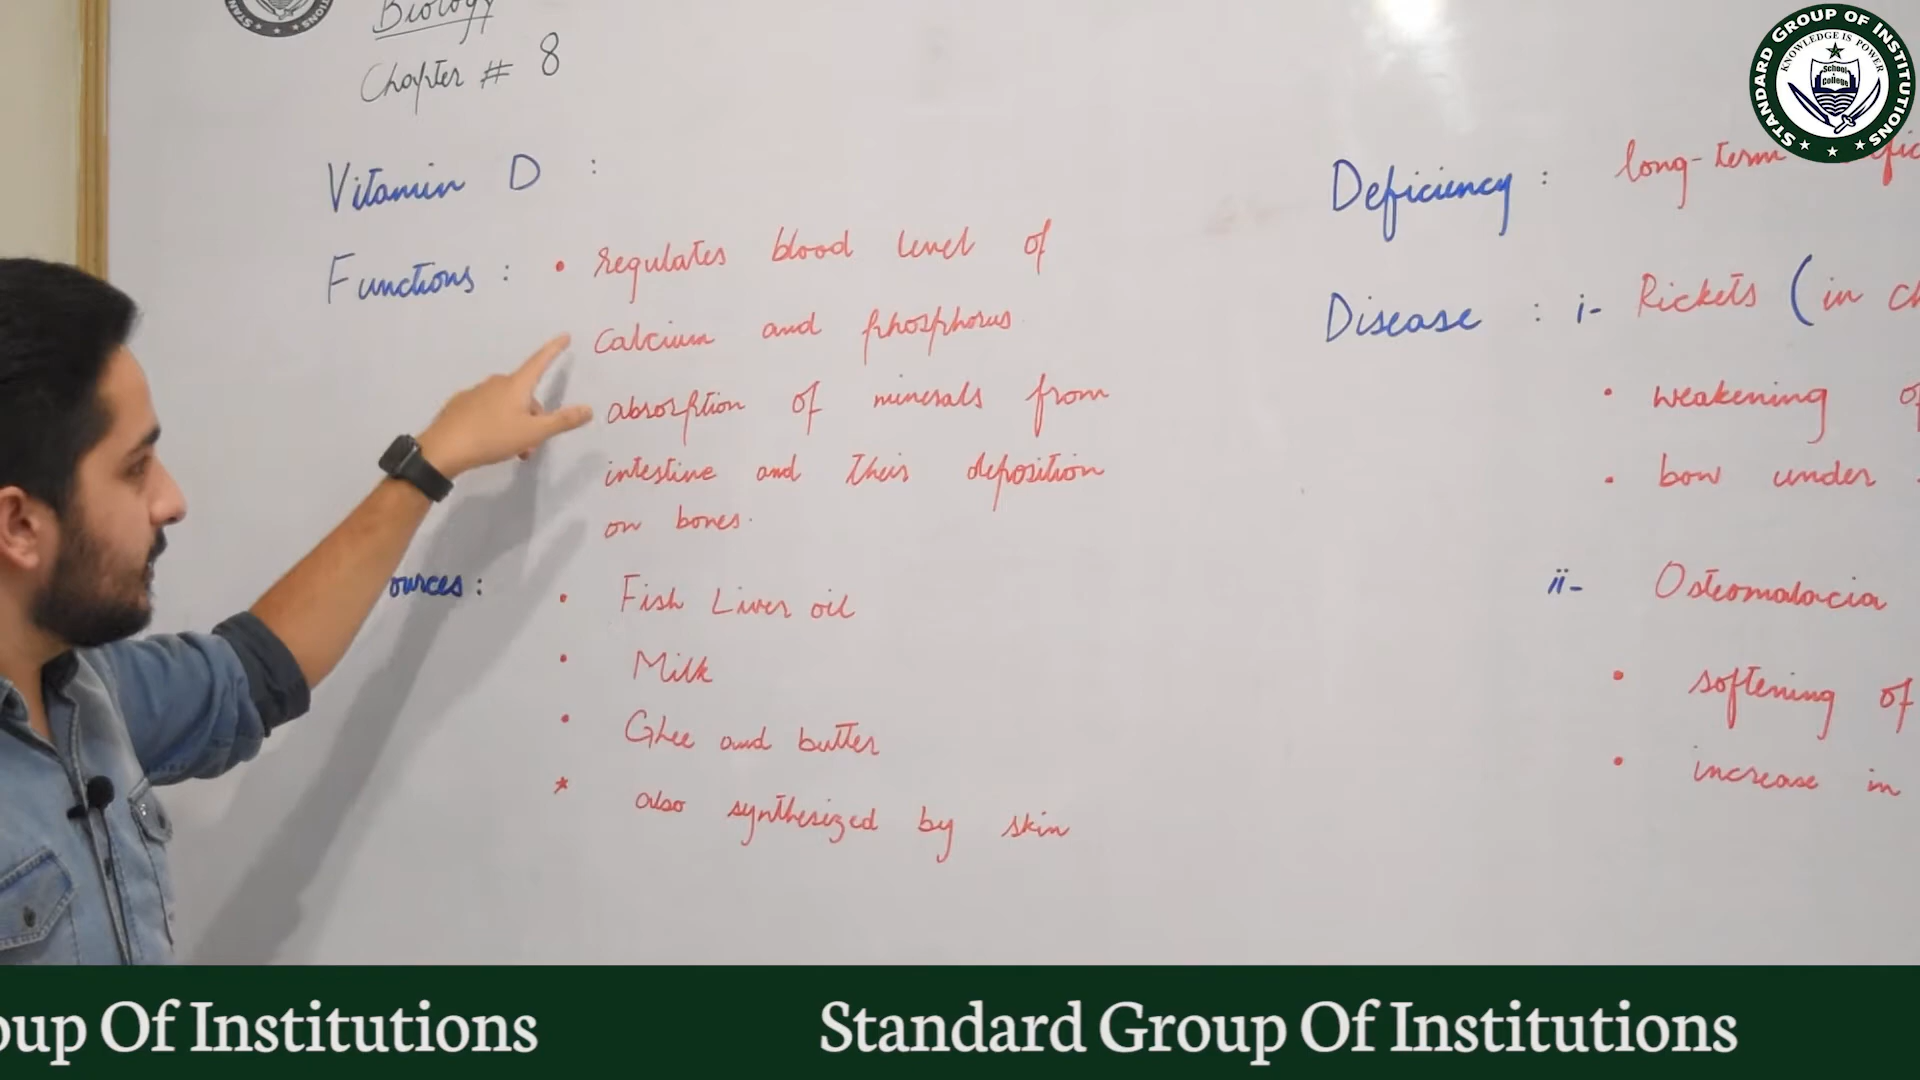 Biology
Chapter # 8
Vitamin D :
Functions : • regulates blood level of
calcium and phosphorus
absorption of minerals from
intestine and their deposition
on bones.
ources : • Fish Liver oil
• Milk
• Ghee and butter
* also synthesized by skin
Deficiency : long-term
Disease : i- Rickets (in ch
• weakening of
• bow under
ii- Osteomalacia
• softening of
• increase in
STANDARD GROUP OF INSTITUTIONS
KNOWLEDGE IS POWER
School
College
oup Of Institutions Standard Group Of Institutions